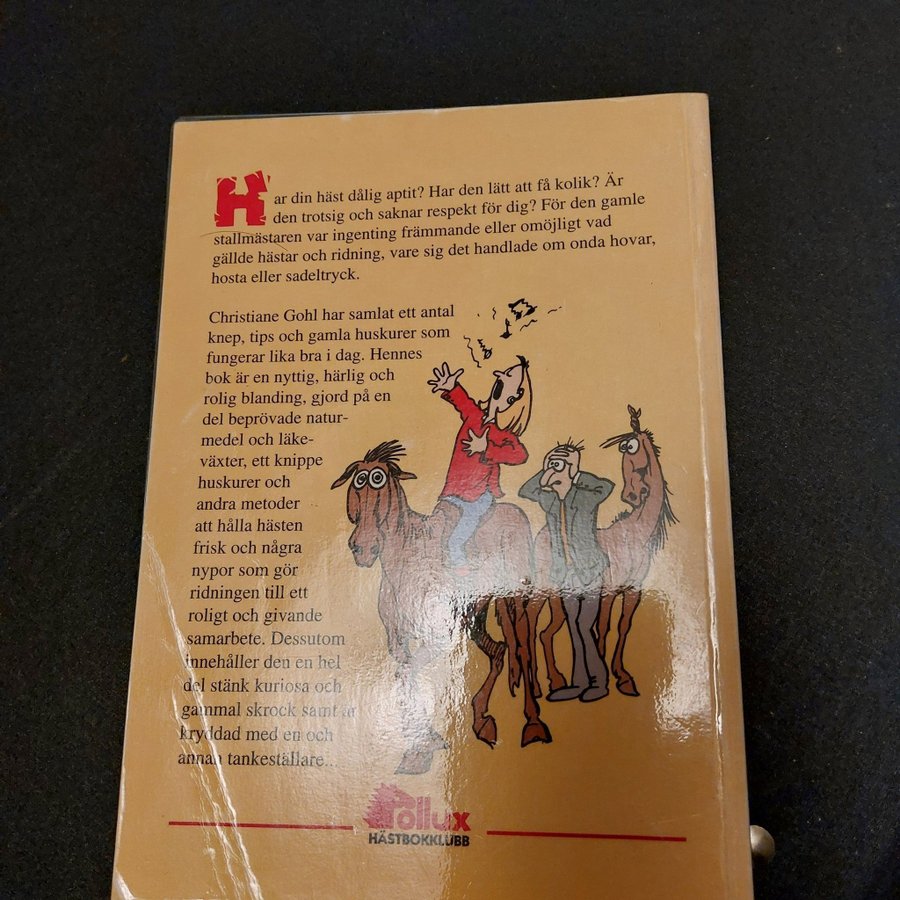 Har din häst dålig aptit? Har den lätt att få kolik? Är
den trotsig och saknar respekt för dig? För den gamle
stallmästaren var ingenting främmande eller omöjligt vad
gällde hästar och ridning, vare sig det handlade om onda hovar,
hosta eller sadeltryck.
Christiane Gohl har samlat ett antal
knep, tips och gamla huskurer som
fungerar lika bra i dag. Hennes
bok är en nyttig, härlig och
rolig blanding, gjord på en
del beprövade natur-
medel och läke-
växter, ett knippe
huskurer och
andra metoder
att hålla hästen
frisk och några
nypor som gör
ridningen till ett
roligt och givande
samarbete. Dessutom
innehåller den en hel
del stänk kuriosa och
gammal skrock samt är
kryddad med en och
annan tankeställare...
Pollux
HÄSTBOKKLUBB